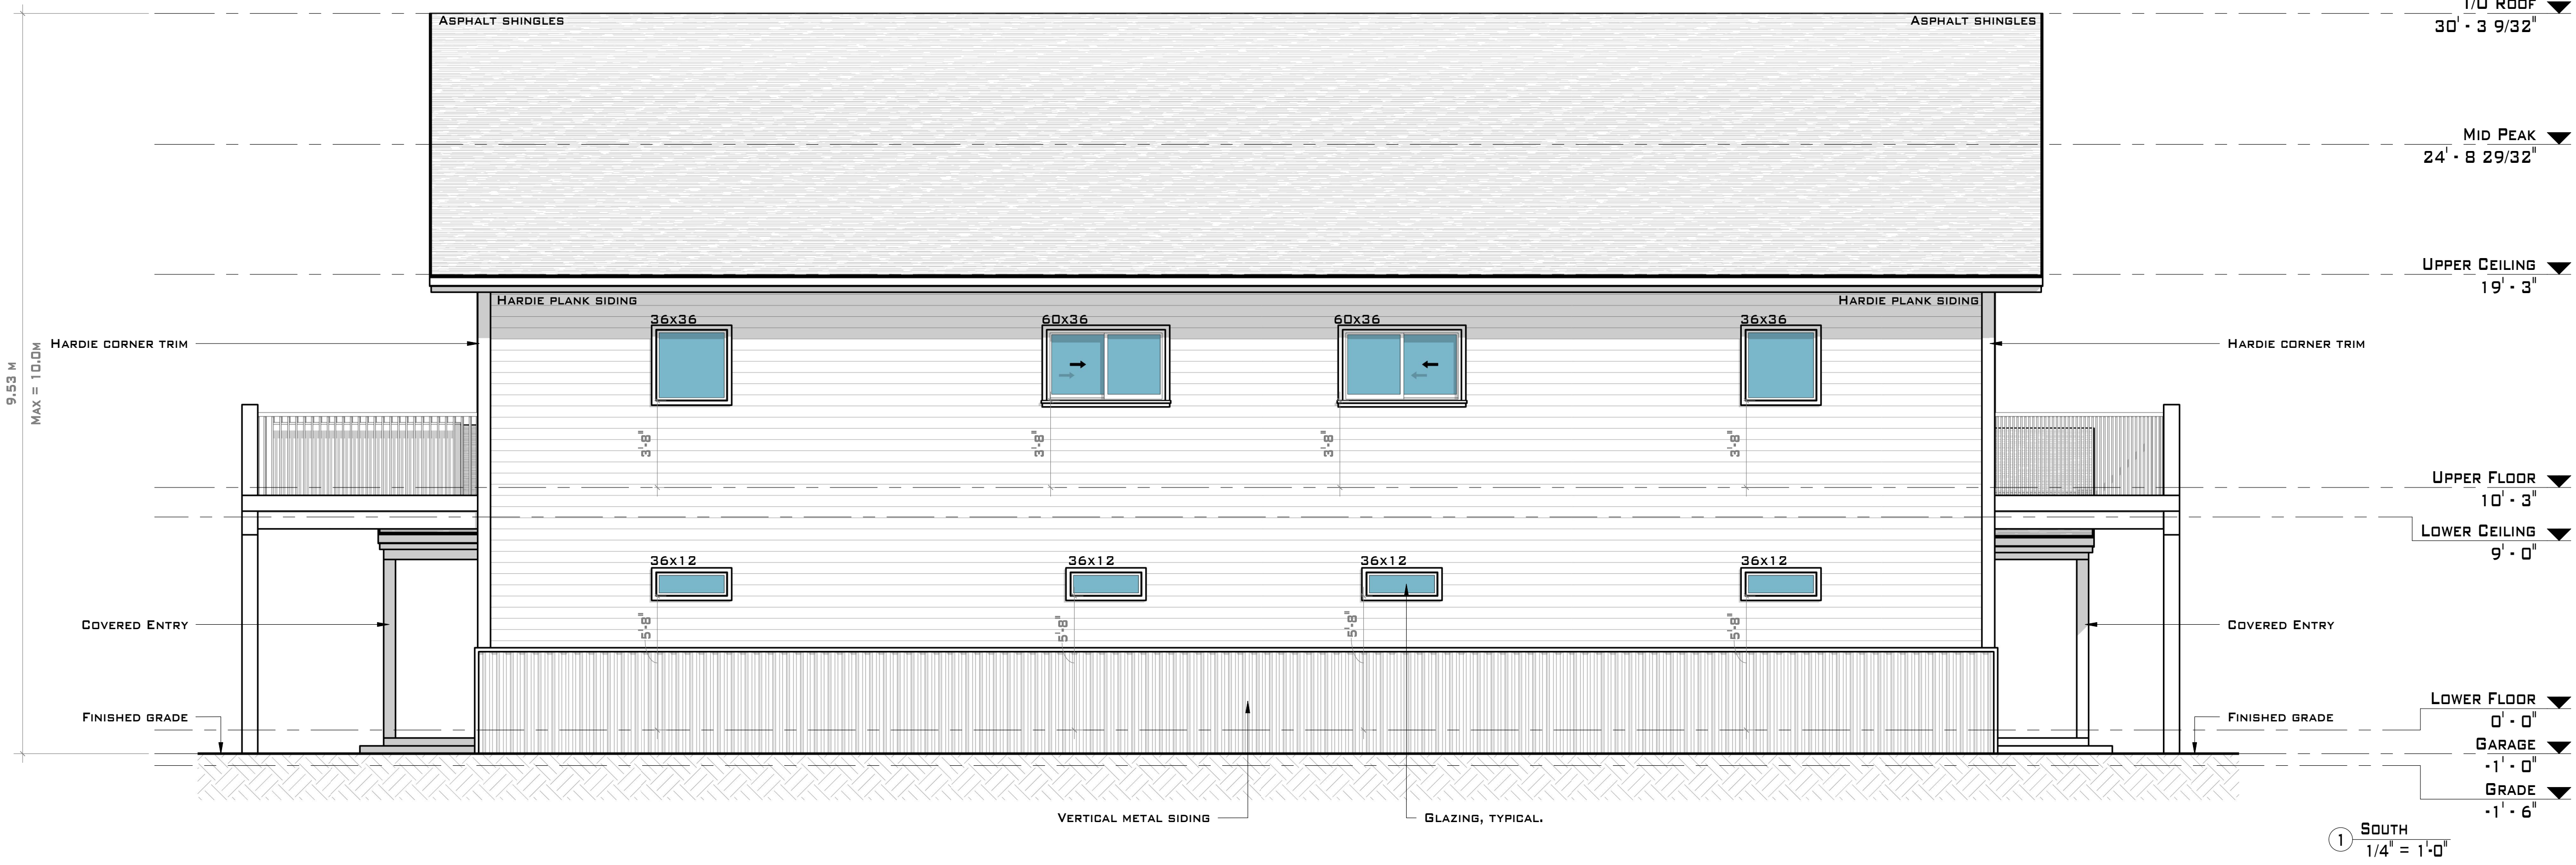 Asphalt shingles
Asphalt shingles
T/O Roof
30' - 3 9/32"
Mid Peak
24' - 8 29/32"
Upper Ceiling
19' - 3"
Hardie plank siding
Hardie plank siding
36x36
60x36
60x36
36x36
Hardie corner trim
Hardie corner trim
9.53 m
Max = 10.0m
3'-8"
3'-8"
3'-8"
3'-8"
Upper Floor
10' - 3"
Lower Ceiling
9' - 0"
36x12
36x12
36x12
36x12
5'-8"
5'-8"
5'-8"
5'-8"
Covered Entry
Covered Entry
Lower Floor
0' - 0"
Finished grade
Finished grade
Garage
-1' - 0"
Grade
-1' - 6"
Vertical metal siding
Glazing, typical.
1
South
1/4" = 1'-0"